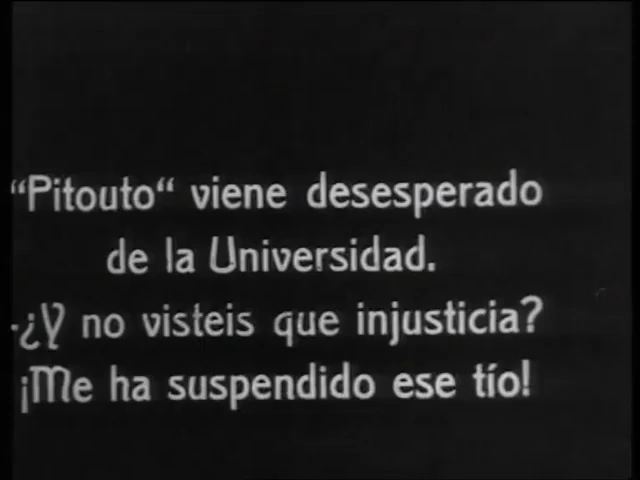 “Pitouto“ viene desesperado
de la Universidad.
-¿Y no visteis que injusticia?
¡Me ha suspendido ese tío!